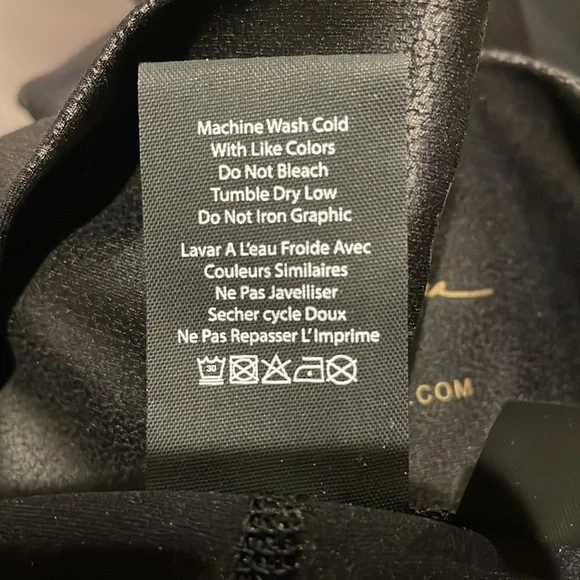 Machine Wash Cold
With Like Colors
Do Not Bleach
Tumble Dry Low
Do Not Iron Graphic
Lavar A L'eau Froide Avec
Couleurs Similaires
Ne Pas Javelliser
Secher cycle Doux
Ne Pas Repasser L'Imprime
30
.COM